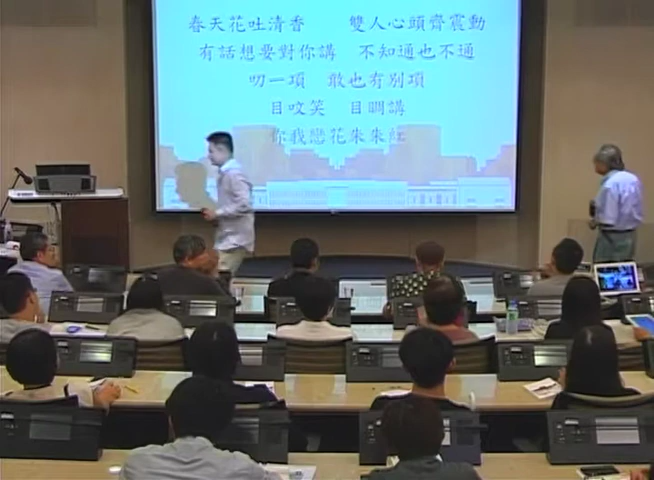 春天花吐清香　雙人心頭齊震動
有話想要對你講　不知通也不通
叨一項　敢也有別項
目呅笑　目睭講
你我戀花朱朱紅